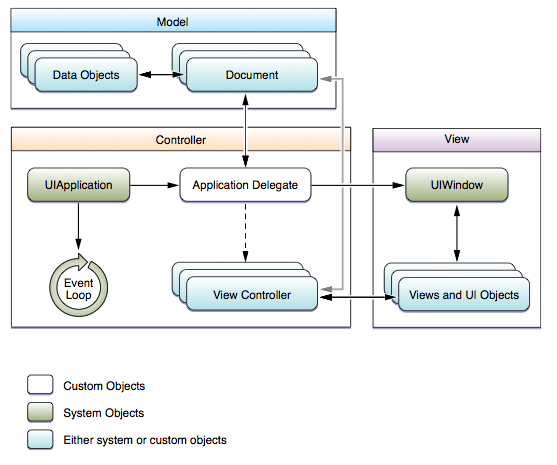 Model
Data Objects
Document
Controller
View
UIApplication
Application Delegate
UIWindow
Event
Loop
View Controller
Views and UI Objects
Custom Objects
System Objects
Either system or custom objects